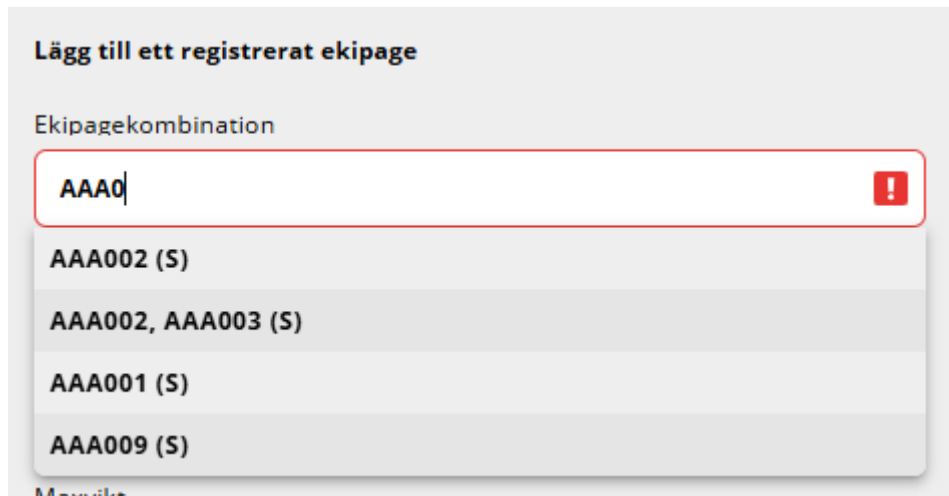 Lägg till ett registrerat ekipage
Ekipagekombination
AAA0
AAA002 (S)
AAA002, AAA003 (S)
AAA001 (S)
AAA009 (S)